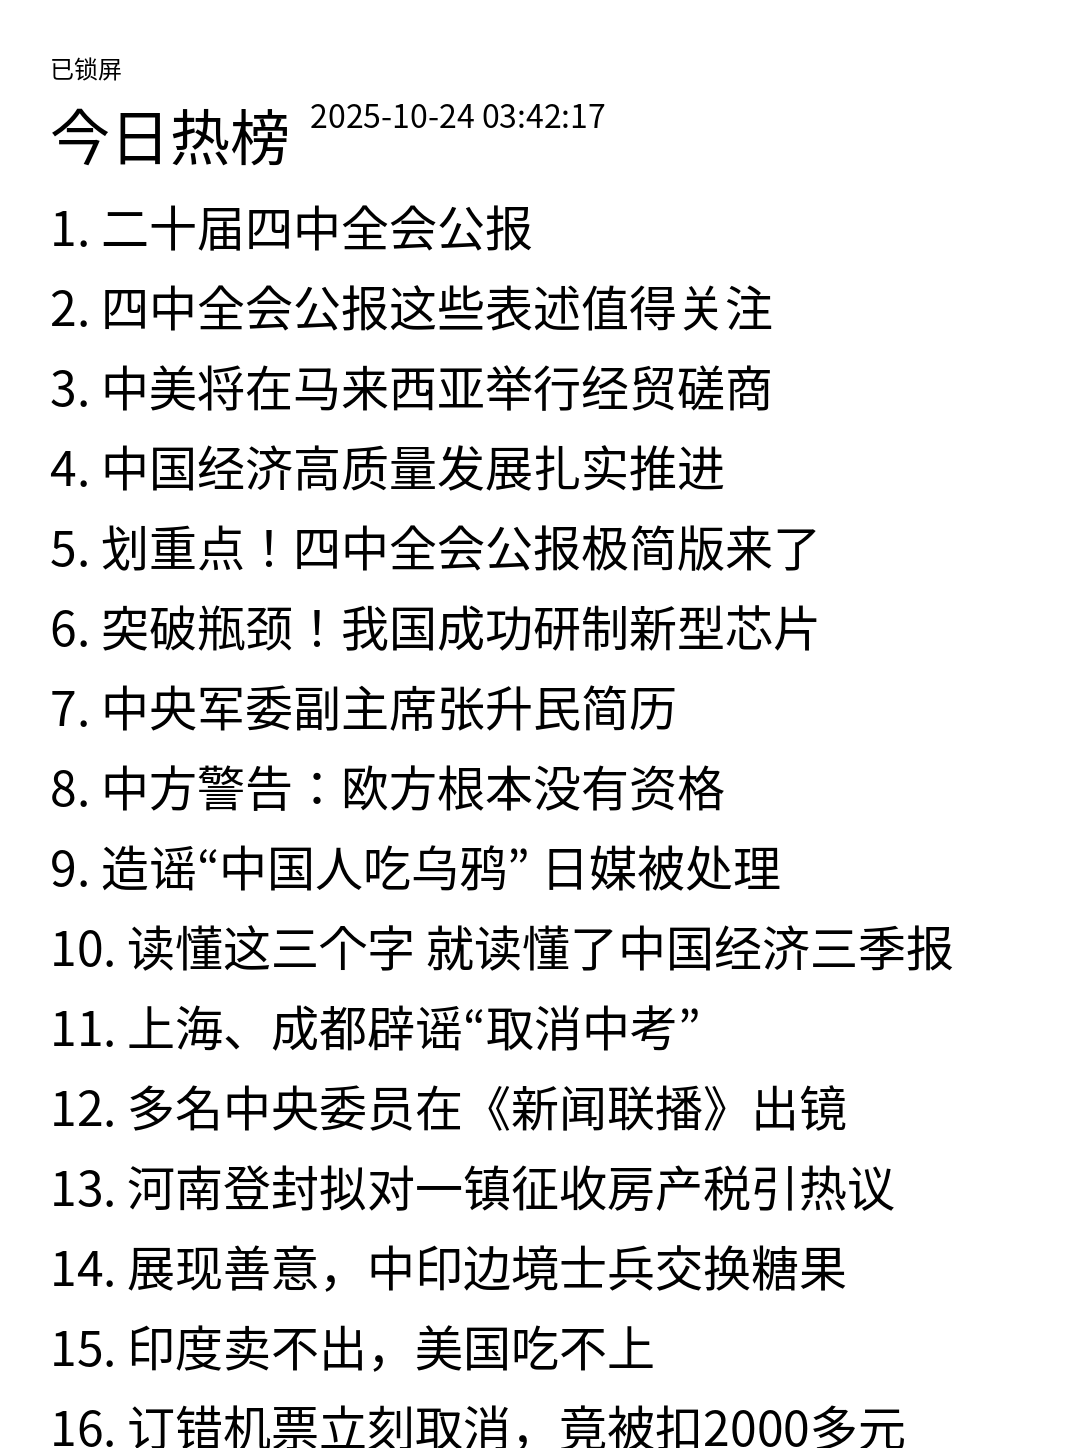 已锁屏
今日热榜 2025-10-24 03:42:17
1. 二十届四中全会公报
2. 四中全会公报这些表述值得关注
3. 中美将在马来西亚举行经贸磋商
4. 中国经济高质量发展扎实推进
5. 划重点！四中全会公报极简版来了
6. 突破瓶颈！我国成功研制新型芯片
7. 中央军委副主席张升民简历
8. 中方警告：欧方根本没有资格
9. 造谣“中国人吃乌鸦” 日媒被处理
10. 读懂这三个字 就读懂了中国经济三季报
11. 上海、成都辟谣“取消中考”
12. 多名中央委员在《新闻联播》出镜
13. 河南登封拟对一镇征收房产税引热议
14. 展现善意，中印边境士兵交换糖果
15. 印度卖不出，美国吃不上
16. 订错机票立刻取消，竟被扣2000多元